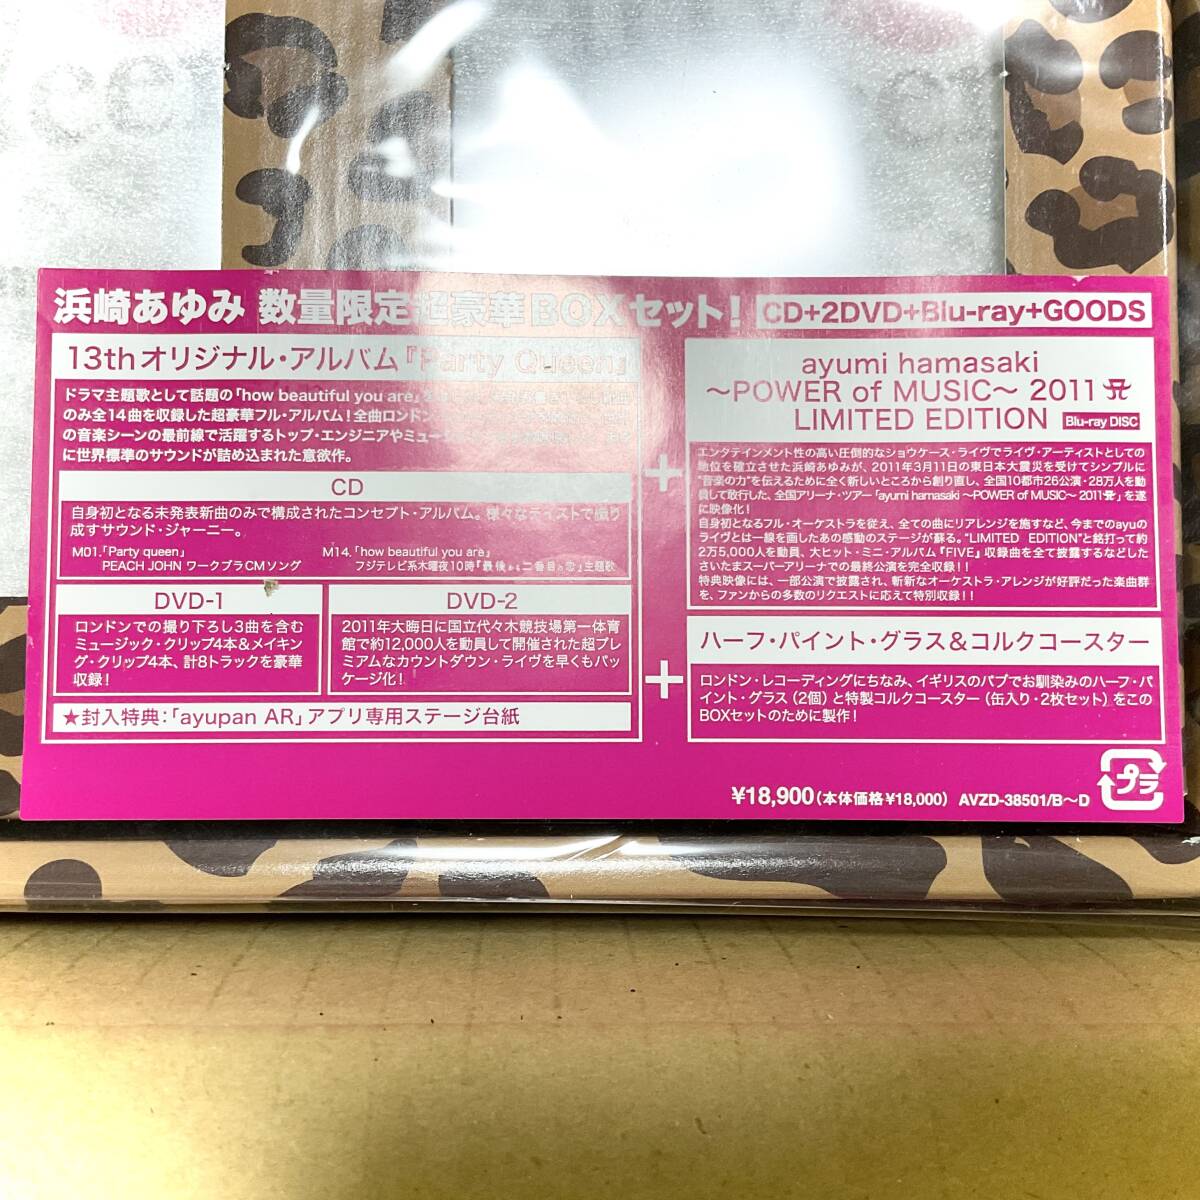 浜崎あゆみ 数量限定超豪華BOXセット! CD+2DVD+Blu-ray+GOODS
13thオリジナル・アルバム『Party Queen』
ドラマ主題歌として話題の「how beautiful you are」
のみ全14曲を収録した超豪華フル・アルバム!全曲ロンドン
の音楽シーンの最前線で活躍するトップ・エンジニアやミュー
に世界標準のサウンドが詰め込まれた意欲作。
CD
自身初となる未発表新曲のみで構成されたコンセプト・アルバム。様々なテイストで織り
成すサウンド・ジャーニー。
M01.「Party queen」
PEACH JOHN ワークブラCMソング
M14.「how beautiful you are」
フジテレビ系木曜夜10時『最後から二番目の恋』主題歌
DVD-1
ロンドンでの撮り下ろし3曲を含む
ミュージック・クリップ4本&メイキン
グ・クリップ4本、計8トラックを豪華
収録!
DVD-2
2011年大晦日に国立代々木競技場第一体育
館で約12,000人を動員して開催された超プレ
ミアムなカウントダウン・ライヴを早くもパッ
ケージ化!
★封入特典:「ayupan AR」アプリ専用ステージ台紙
+
ayumi hamasaki
～POWER of MUSIC～ 2011
LIMITED EDITION Blu-ray DISC
エンタテインメント性の高い圧倒的なショウケース・ライヴでライヴ・アーティストとしての
地位を確立させた浜崎あゆみが、2011年3月11日の東日本大震災を受けてシンプルに
"音楽の力"を伝えるために全く新しいところから創り直し、全国10都市26公演・28万人を動
員して敢行した、全国アリーナ・ツアー「ayumi hamasaki ～POWER of MUSIC～ 2011」を遂
に映像化!
自身初となるフル・オーケストラを従え、全ての曲にリアレンジを施すなど、今までのayuの
ライヴとは一線を画したあの感動のステージが蘇る。"LIMITED EDITION"と銘打って約
2万5,000人を動員、大ヒット・ミニ・アルバム『FIVE』収録曲を全て披露するなどした
さいたまスーパーアリーナでの最終公演を完全収録!!
特典映像には、一部公演で披露され、斬新なオーケストラ・アレンジが好評だった楽曲群
を、ファンからの多数のリクエストに応えて特別収録!!
+
ハーフ・パイント・グラス&コルクコースター
ロンドン・レコーディングにちなみ、イギリスのパブでお馴染みのハーフ・パ
イント・グラス(2個)と特製コルクコースター(缶入り・2枚セット)をこの
BOXセットのために製作!
¥18,900(本体価格¥18,000) AVZD-38501/B～D
プラ